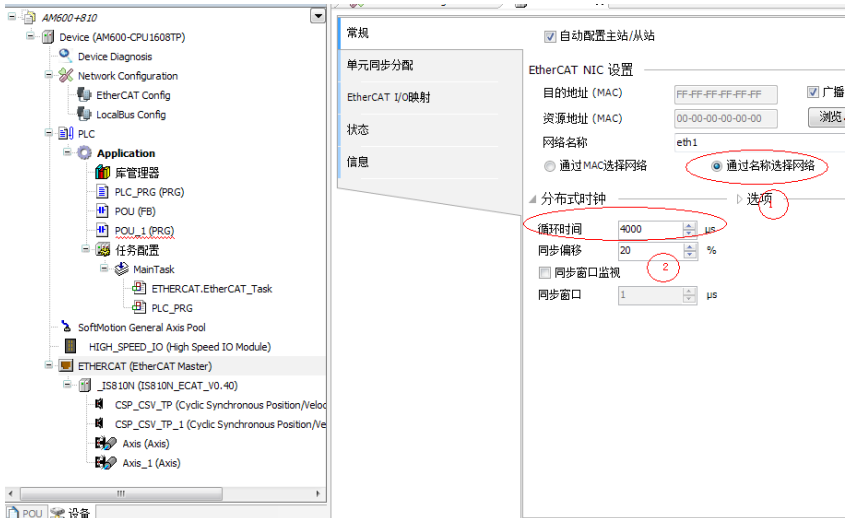 AM600+810
Device (AM600-CPU1608TP)
Device Diagnosis
Network Configuration
EtherCAT Config
LocalBus Config
PLC
Application
库管理器
PLC_PRG (PRG)
POU (FB)
POU_1 (PRG)
任务配置
MainTask
ETHERCAT.EtherCAT_Task
PLC_PRG
SoftMotion General Axis Pool
HIGH_SPEED_IO (High Speed IO Module)
ETHERCAT (EtherCAT Master)
_IS810N (IS810N_ECAT_V0.40)
CSP_CSV_TP (Cyclic Synchronous Position/Veloc
CSP_CSV_TP_1 (Cyclic Synchronous Position/Ve
Axis (Axis)
Axis_1 (Axis)
POU 设备
常规
单元同步分配
EtherCAT I/O映射
状态
信息
自动配置主站/从站
EtherCAT NIC 设置
目的地址 (MAC) FF-FF-FF-FF-FF-FF 广播
资源地址 (MAC) 00-00-00-00-00-00 浏览
网络名称 eth1
通过MAC选择网络 通过名称选择网络
分布式时钟 选项
1
循环时间 4000 µs
同步偏移 20 %
2
同步窗口监视
同步窗口 1 µs